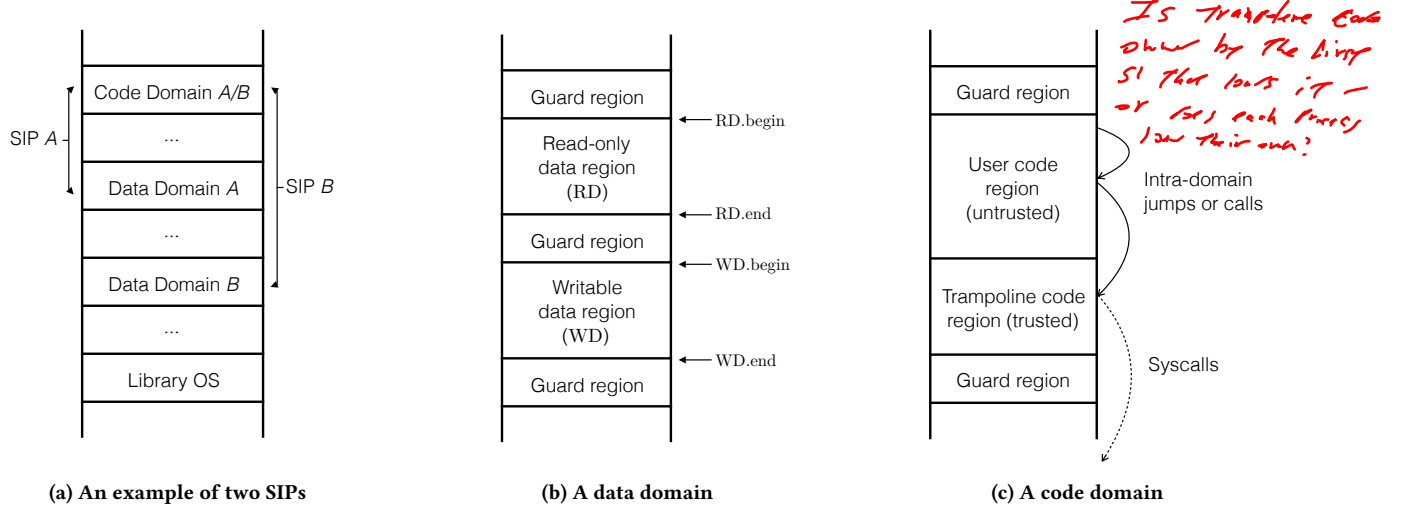 Code Domain A/B
...
Data Domain A
...
Data Domain B
...
Library OS
SIP A
SIP B
(a) An example of two SIPs
Guard region
Read-only
data region
(RD)
Guard region
Writable
data region
(WD)
Guard region
RD.begin
RD.end
WD.begin
WD.end
(b) A data domain
Guard region
User code
region
(untrusted)
Trampoline code
region (trusted)
Guard region
Intra-domain
jumps or calls
Syscalls
(c) A code domain
Is code
by the
that it –
or each
their own?